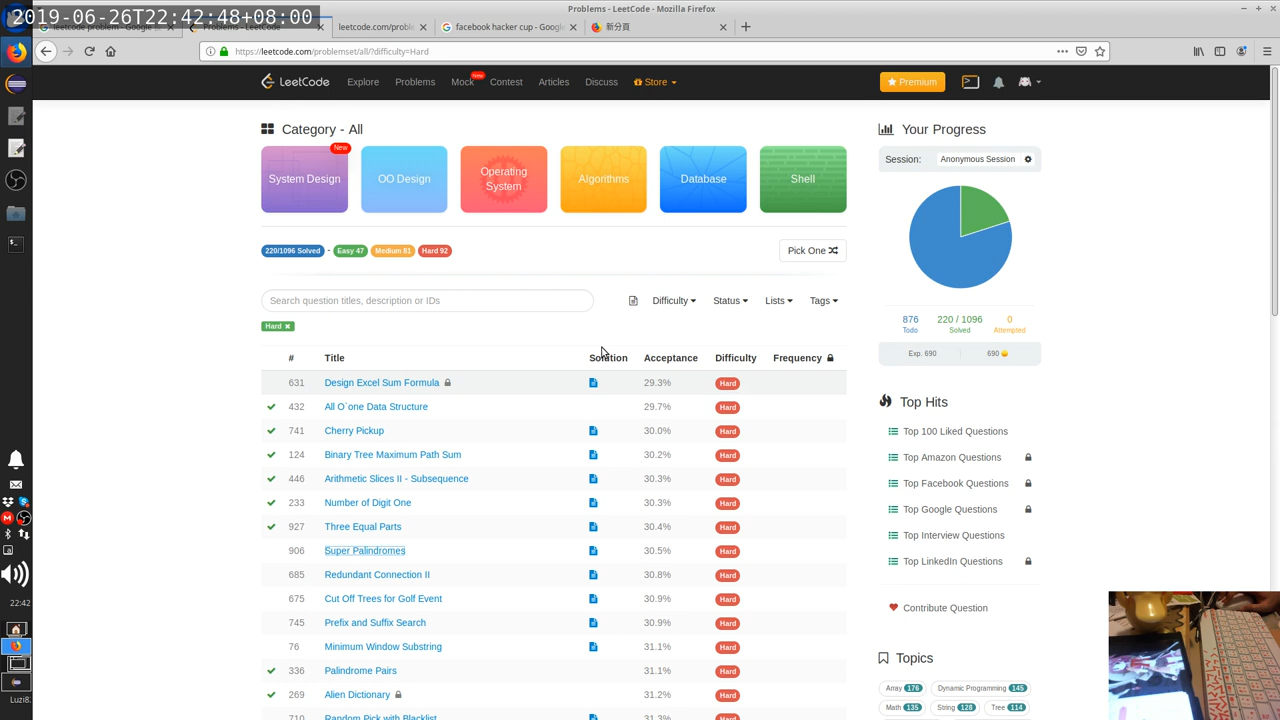 Problems - LeetCode - Mozilla Firefox
2019-06-26T22:42:48+08:00
leetcode.com/proble
facebook hacker cup - Google
新分頁
https://leetcode.com/problemset/all/?difficulty=Hard
LeetCode
Explore
Problems
Mock
New
Contest
Articles
Discuss
Store
Premium
Category - All
System Design
New
OO Design
Operating
System
Algorithms
Database
Shell
220/1096 Solved
-
Easy 47
Medium 81
Hard 92
Pick One
Search question titles, description or IDs
Difficulty
Status
Lists
Tags
Hard ×
# Title Solution Acceptance Difficulty Frequency
631 Design Excel Sum Formula 29.3% Hard
432 All O`one Data Structure 29.7% Hard
741 Cherry Pickup 30.0% Hard
124 Binary Tree Maximum Path Sum 30.2% Hard
446 Arithmetic Slices II - Subsequence 30.3% Hard
233 Number of Digit One 30.3% Hard
927 Three Equal Parts 30.4% Hard
906 Super Palindromes 30.5% Hard
685 Redundant Connection II 30.8% Hard
675 Cut Off Trees for Golf Event 30.9% Hard
745 Prefix and Suffix Search 30.9% Hard
76 Minimum Window Substring 31.1% Hard
336 Palindrome Pairs 31.1% Hard
269 Alien Dictionary 31.2% Hard
710 Random Pick with Blacklist 31.3% Hard
Your Progress
Session:
Anonymous Session
876 220 / 1096 0
Todo Solved Attempted
Exp. 690
690
Top Hits
Top 100 Liked Questions
Top Amazon Questions
Top Facebook Questions
Top Google Questions
Top Interview Questions
Top LinkedIn Questions
Contribute Question
Topics
Array 176
Dynamic Programming 145
Math 135
String 128
Tree 114
22:42